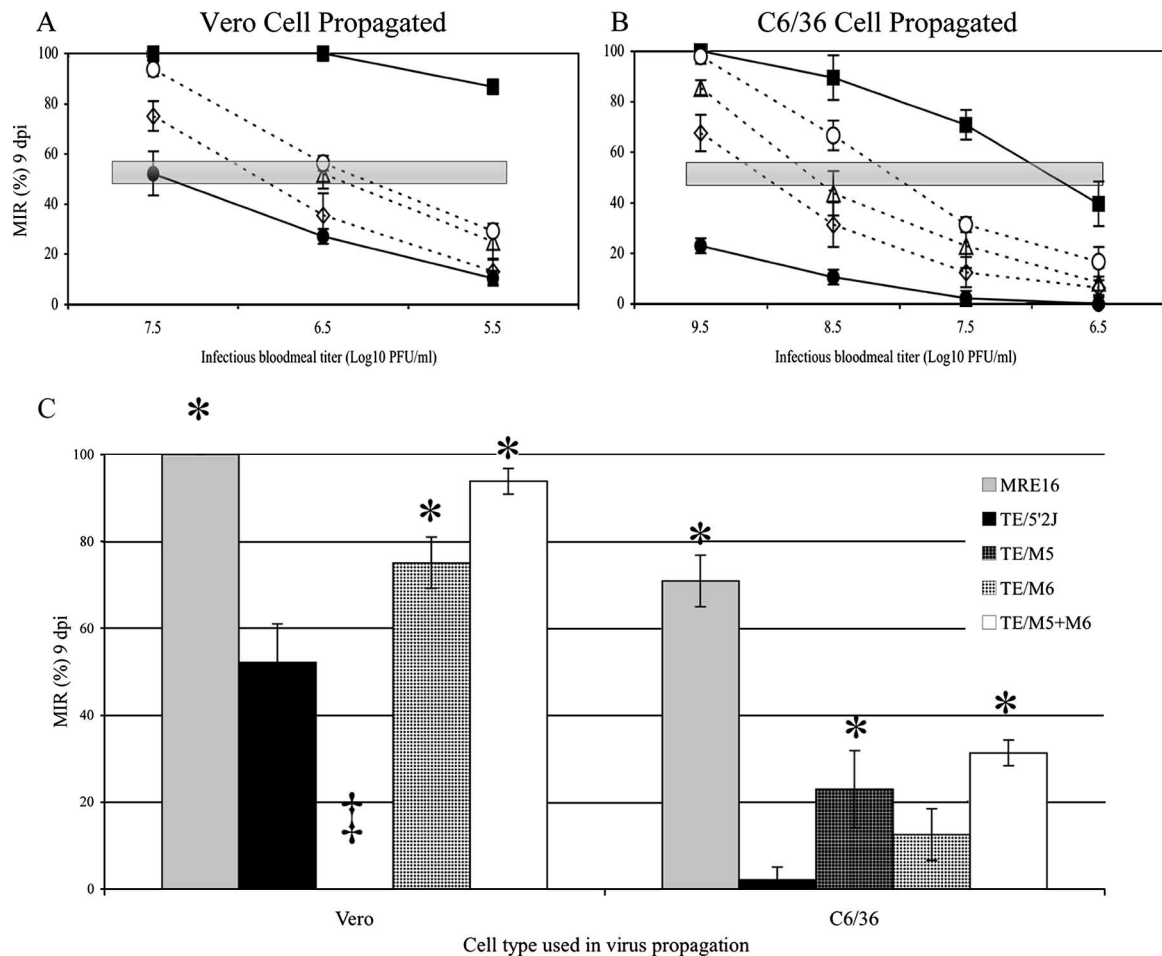 A
Vero Cell Propagated
100
80
60
40
20
0
MIR (%) 9 dpi
7.5 6.5 5.5
Infectious bloodmeal titer (Log10 PFU/ml)
B
C6/36 Cell Propagated
100
80
60
40
20
0
9.5 8.5 7.5 6.5
Infectious bloodmeal titer (Log10 PFU/ml)
C
* * * * * *
‡
100
80
60
40
20
0
MIR (%) 9 dpi
MRE16
TE/5'2J
TE/M5
TE/M6
TE/M5+M6
Vero C6/36
Cell type used in virus propagation